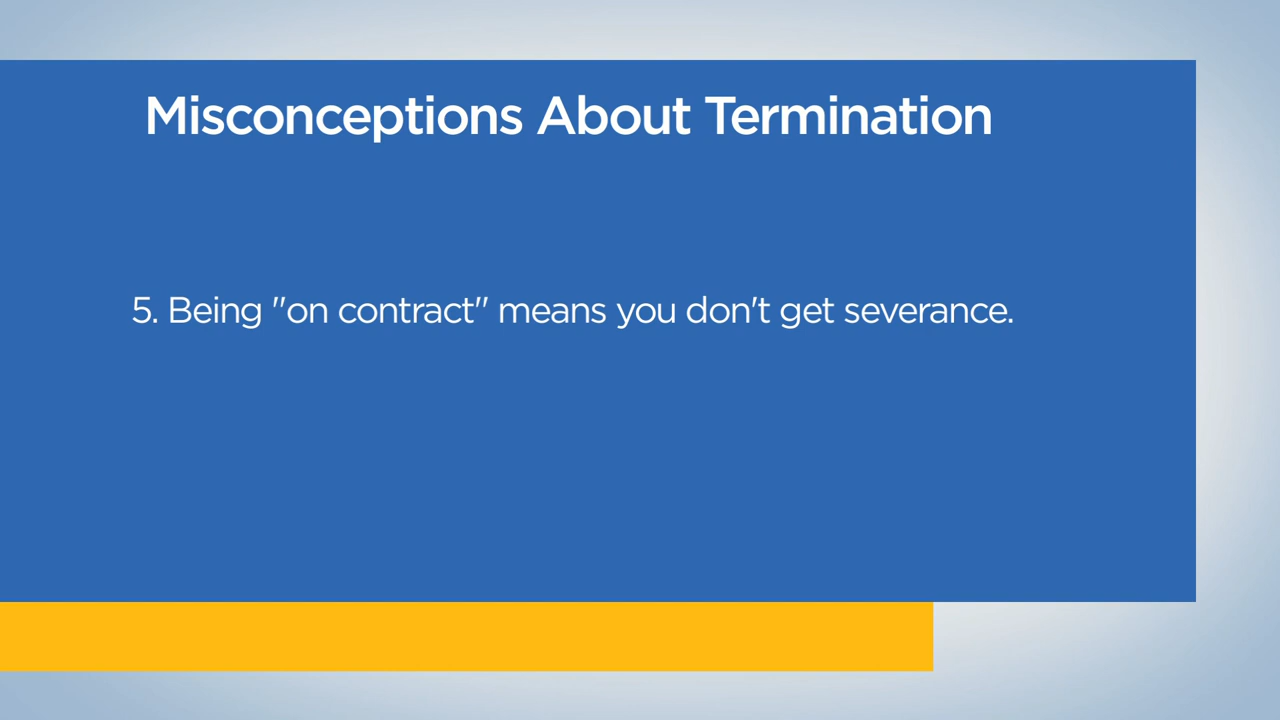 Misconceptions About Termination
5. Being "on contract" means you don't get severance.